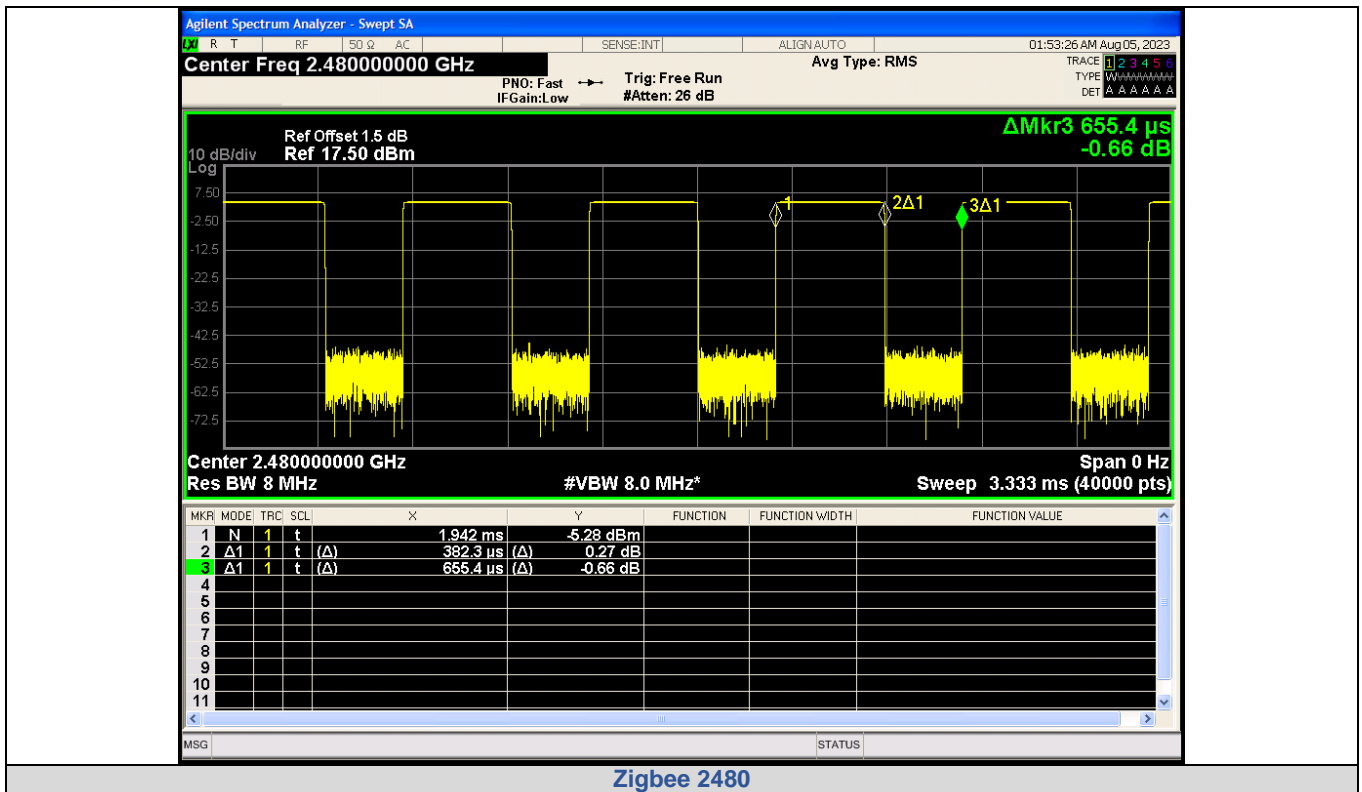 Agilent Spectrum Analyzer - Swept SA
LXI R T RF 50 Ω AC SENSE:INT ALIGN AUTO 01:53:26 AM Aug 05, 2023
Center Freq 2.480000000 GHz Avg Type: RMS TRACE 1 2 3 4 5 6
PNO: Fast Trig: Free Run TYPE WWWWWW
IFGain:Low #Atten: 26 dB DET A A A A A A
ΔMkr3 655.4 µs
-0.66 dB
Ref Offset 1.5 dB
10 dB/div Ref 17.50 dBm
Log
7.50
1 2Δ1 3Δ1
-2.50
-12.5
-22.5
-32.5
-42.5
-52.5
-62.5
-72.5
Center 2.480000000 GHz Span 0 Hz
Res BW 8 MHz #VBW 8.0 MHz* Sweep 3.333 ms (40000 pts)
MKR MODE TRC SCL X Y FUNCTION FUNCTION WIDTH FUNCTION VALUE
1 N 1 t 1.942 ms -5.28 dBm
2 Δ1 1 t (Δ) 382.3 µs (Δ) 0.27 dB
3 Δ1 1 t (Δ) 655.4 µs (Δ) -0.66 dB
4
5
6
7
8
9
10
11
MSG STATUS
Zigbee 2480